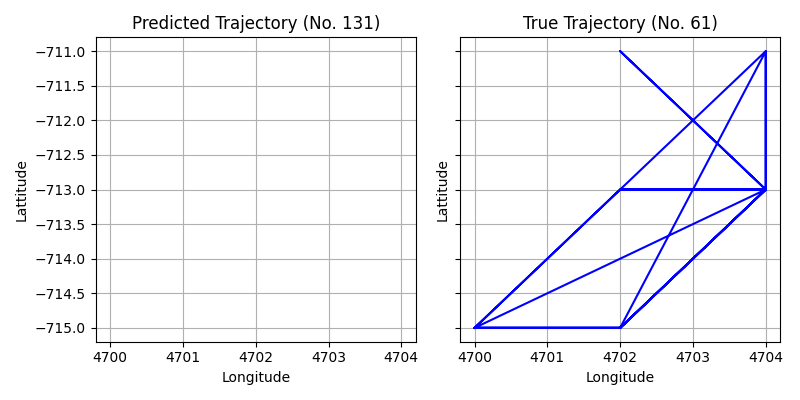 Predicted Trajectory (No. 131)
True Trajectory (No. 61)
−711.0
−711.5
−712.0
−712.5
−713.0
−713.5
−714.0
−714.5
−715.0
Lattitude
Lattitude
4700 4701 4702 4703 4704
4700 4701 4702 4703 4704
Longitude
Longitude